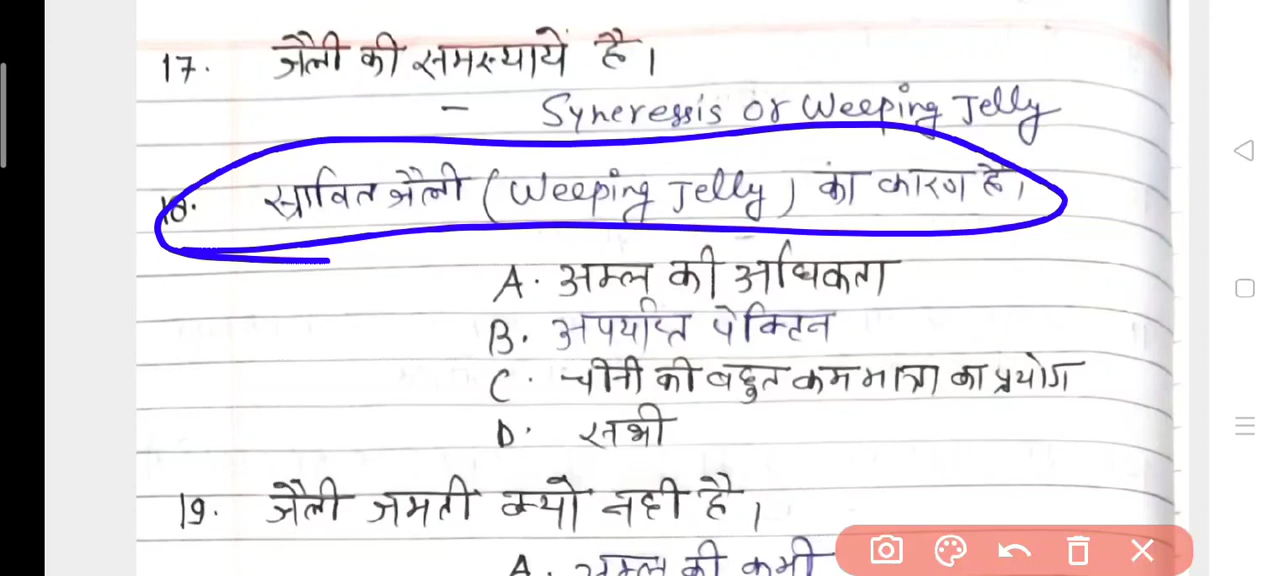 17. जैली की समस्यायें है।
- Syneressis or Weeping Jelly
18. स्रावित जैली (Weeping Jelly) का कारण है।
A. अम्ल की अधिकता
B. अपर्याप्त पेक्टिन
C. चीनी की बहुत कम मात्रा का प्रयोग
D. सभी
19. जैली जमती क्यों नही है।
A. अम्ल की कमी